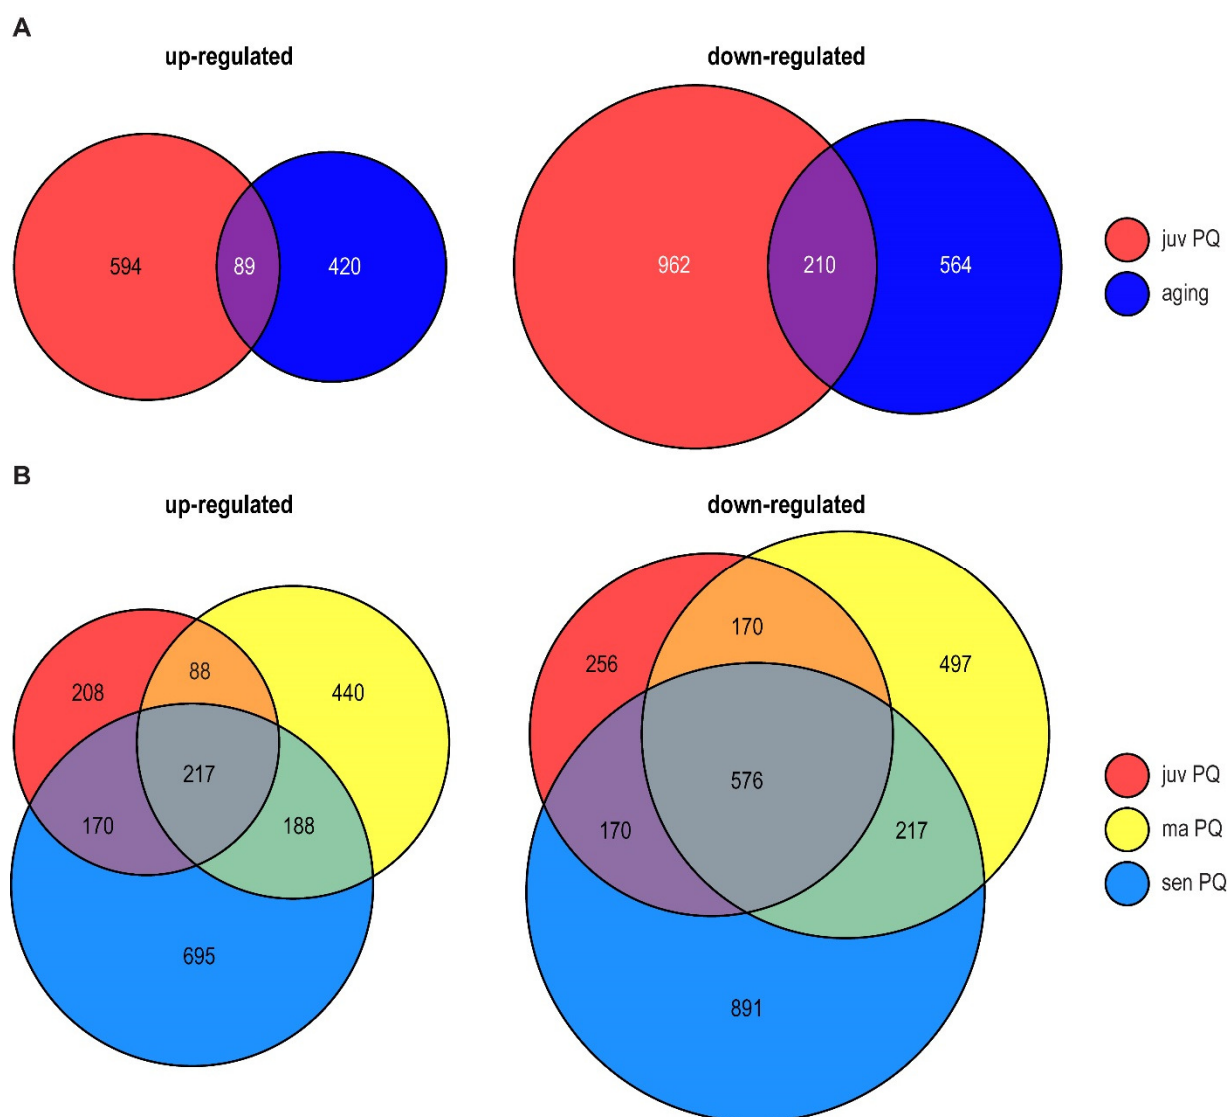 A
up-regulated
down-regulated
594
89
420
962
210
564
juv PQ
aging
B
up-regulated
down-regulated
208
88
440
217
170
188
695
256
170
497
576
170
217
891
juv PQ
ma PQ
sen PQ